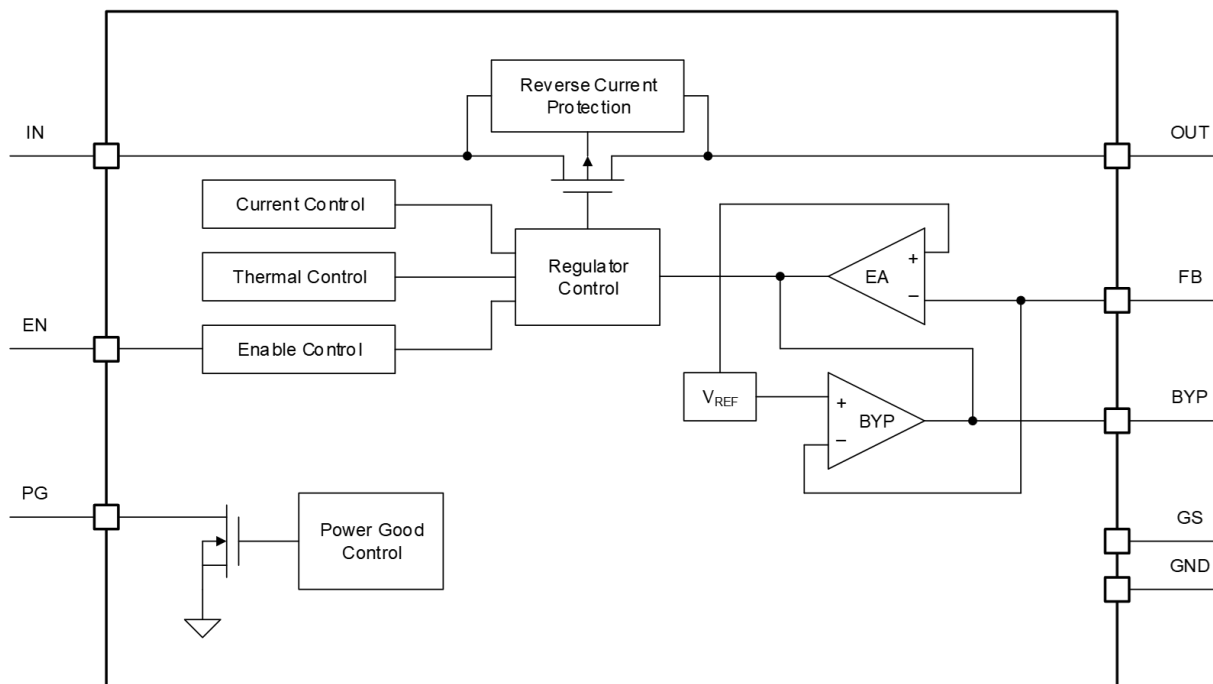 Reverse Current
Protection
IN
OUT
Current Control
Thermal Control
Regulator
Control
+
EA
−
FB
EN
Enable Control
VREF
+
BYP
−
BYP
PG
Power Good
Control
GS
GND